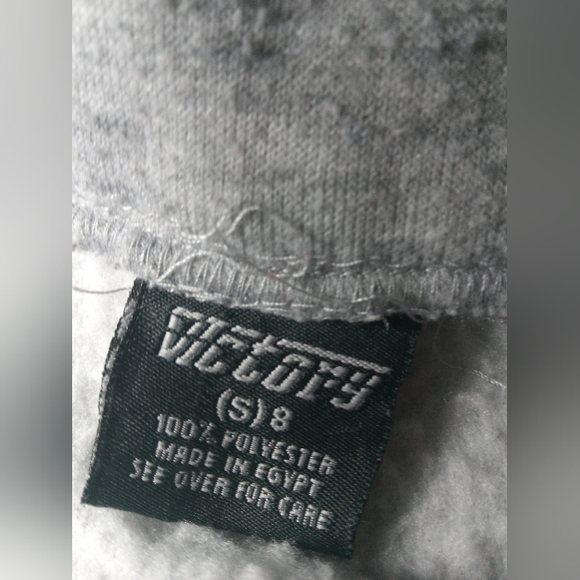 VICTORY
(S) 8
100% POLYESTER
MADE IN EGYPT
SEE OVER FOR CARE